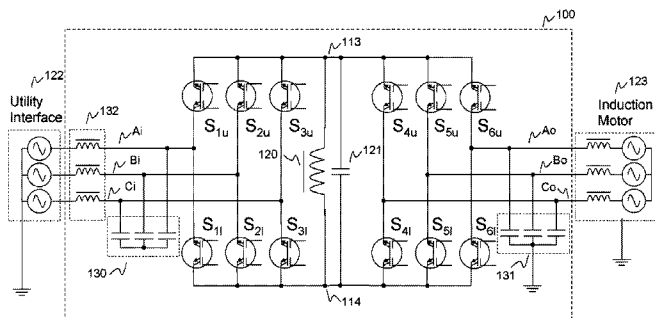 100
113
122
123
Utility
Interface
Induction
Motor
132
S1u
S2u
S3u
S4u
S5u
S6u
Ai
Ao
120
121
Bi
Bo
Ci
Co
S1l
S2l
S3l
S4l
S5l
S6l
130
131
114